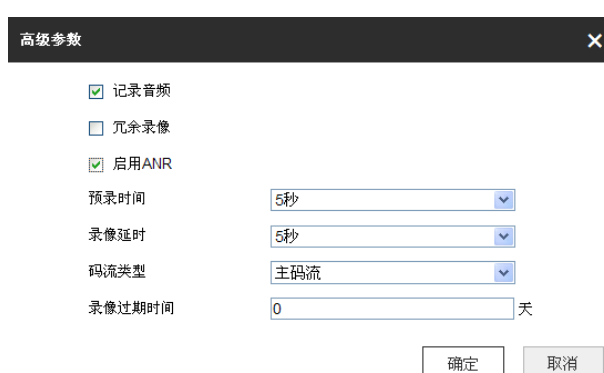 高级参数
记录音频
冗余录像
启用ANR
预录时间 5秒
录像延时 5秒
码流类型 主码流
录像过期时间 0 天
确定 取消